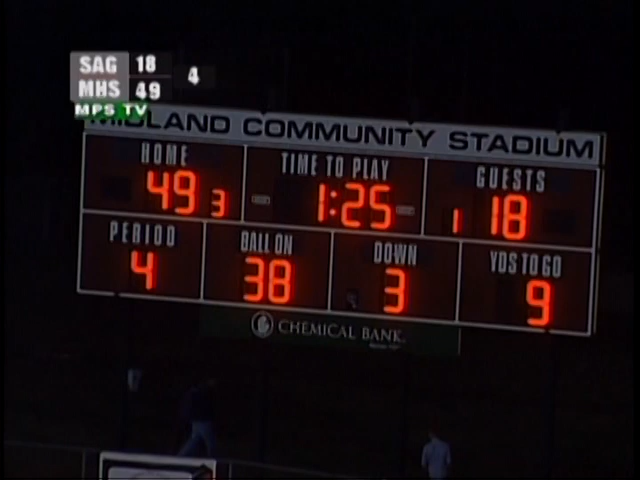 SAG 18
MHS 49 4
MPS TV
MIDLAND COMMUNITY STADIUM
HOME TIME TO PLAY GUESTS
49 3 1:25 1 18
PERIOD BALL ON DOWN YDS TO GO
4 38 3 9
CHEMICAL BANK